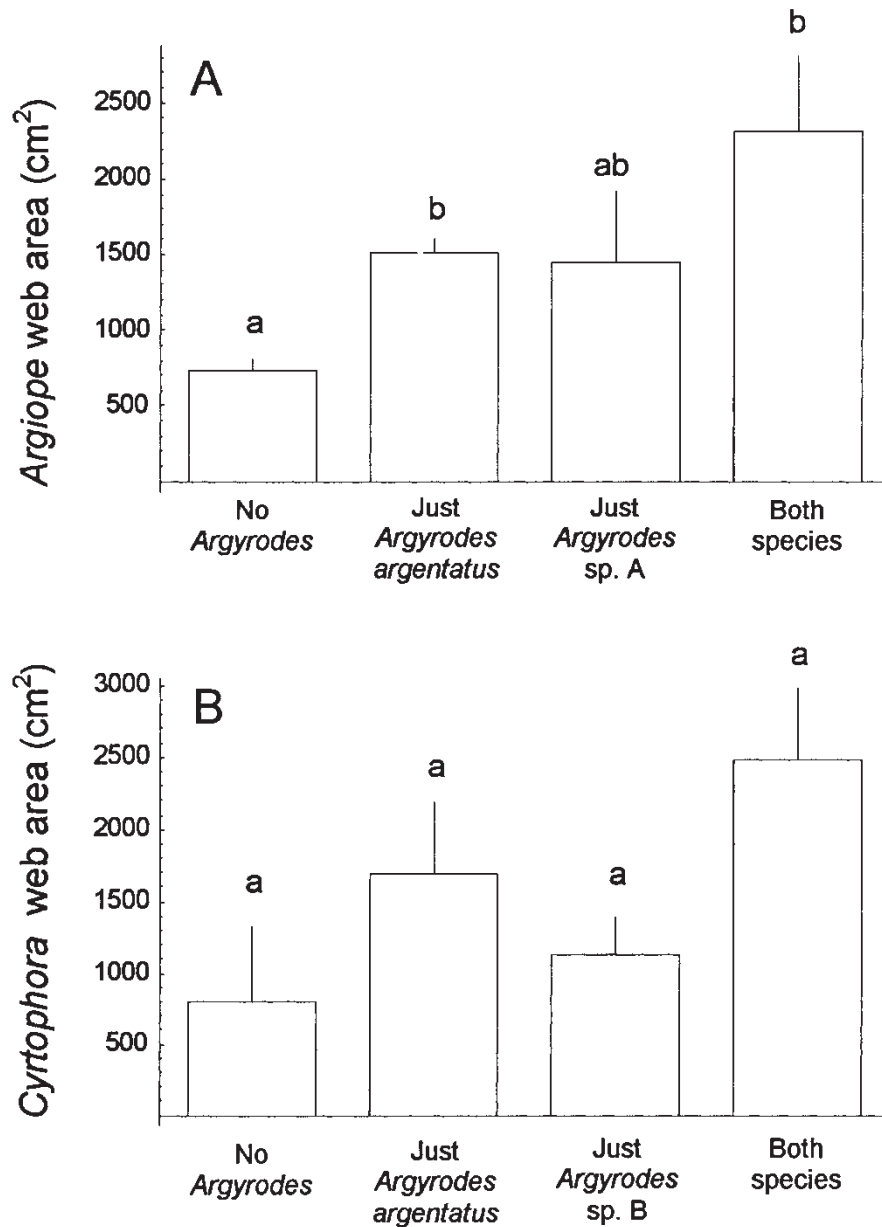 A
Argiope web area (cm²)
2500
2000
1500
1000
500
a
b
ab
b
No
Argyrodes
Just
Argyrodes
argentatus
Just
Argyrodes
sp. A
Both
species
B
Cyrtophora web area (cm²)
3000
2500
2000
1500
1000
500
a
a
a
a
No
Argyrodes
Just
Argyrodes
argentatus
Just
Argyrodes
sp. B
Both
species